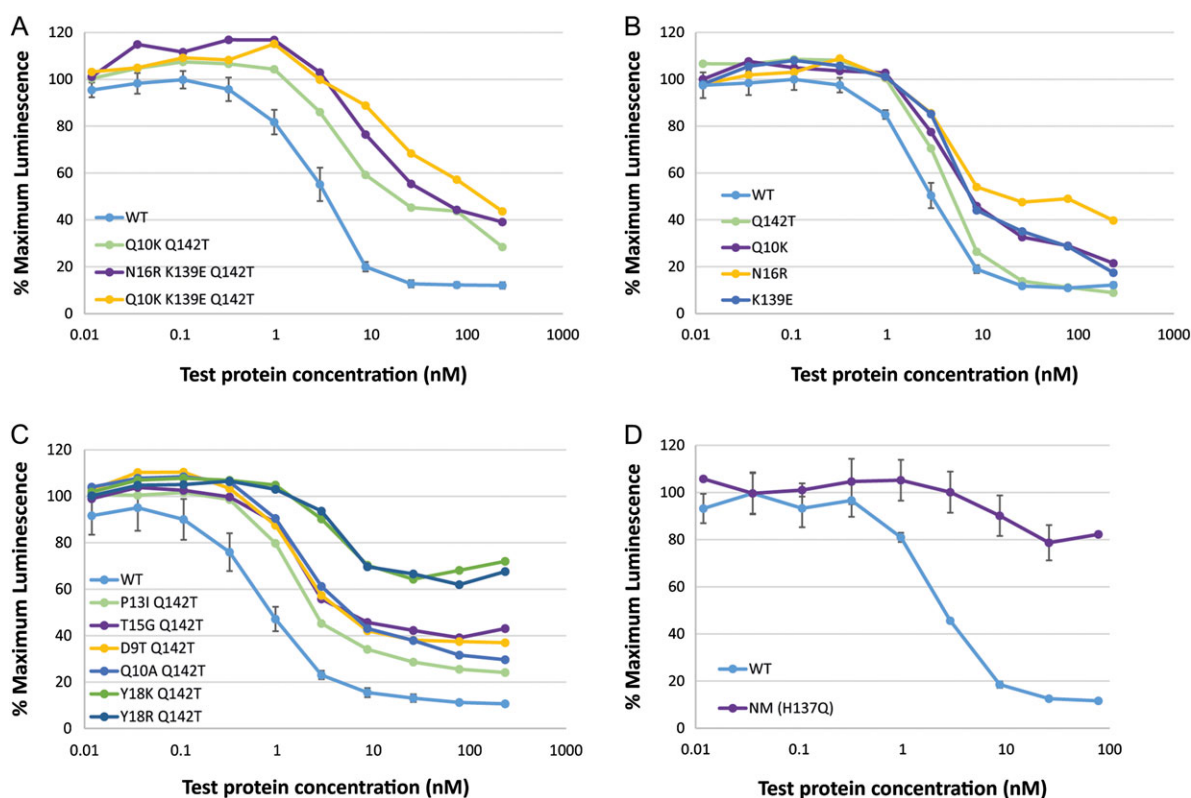 A
120
100
80
60
40
20
0
% Maximum Luminescence
WT
Q10K Q142T
N16R K139E Q142T
Q10K K139E Q142T
0.01 0.1 1 10 100 1000
Test protein concentration (nM)
B
120
100
80
60
40
20
0
% Maximum Luminescence
WT
Q142T
Q10K
N16R
K139E
0.01 0.1 1 10 100 1000
Test protein concentration (nM)
C
120
100
80
60
40
20
0
% Maximum Luminescence
WT
P13I Q142T
T15G Q142T
D9T Q142T
Q10A Q142T
Y18K Q142T
Y18R Q142T
0.01 0.1 1 10 100 1000
Test protein concentration (nM)
D
120
100
80
60
40
20
0
% Maximum Luminescence
WT
NM (H137Q)
0.01 0.1 1 10 100
Test protein concentration (nM)